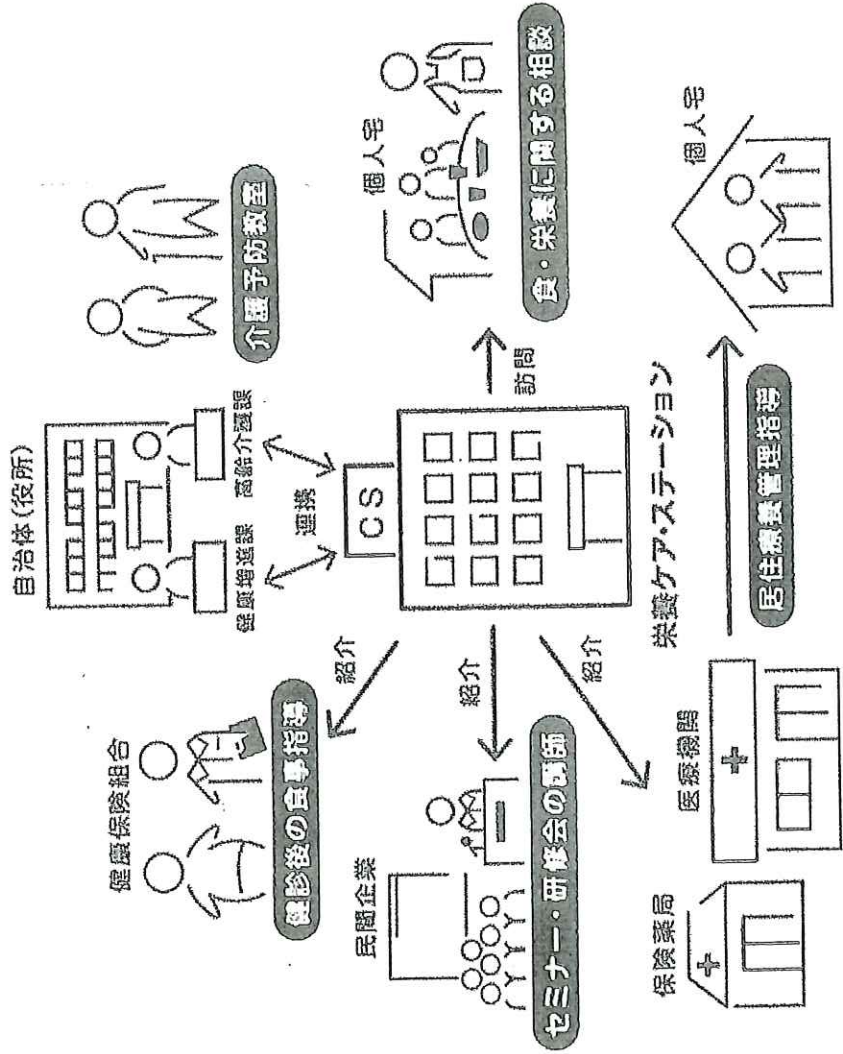 自治体(役所)
健康増進課
高齢介護課
介護予防教室
健康保険組合
健診後の食事指導
紹介
連携
CS
個人宅
訪問
食・栄養に関する相談
民間企業
紹介
セミナー・研修会の講師
栄養ケア・ステーション
紹介
保険薬局
医療機関
居住療養管理指導
個人宅